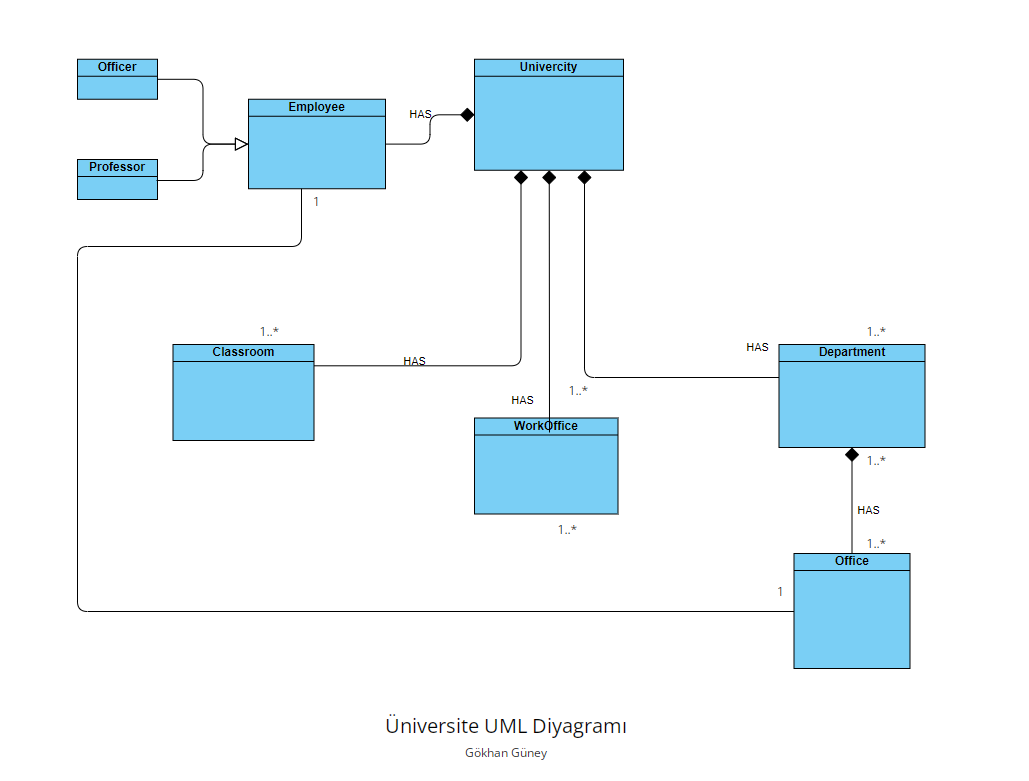 Officer
Univercity
Employee
HAS
Professor
1
1..*
1..*
Classroom
HAS
HAS
Department
1..*
HAS
WorkOffice
1..*
1..*
HAS
1..*
Office
1
Üniversite UML Diyagramı
Gökhan Güney